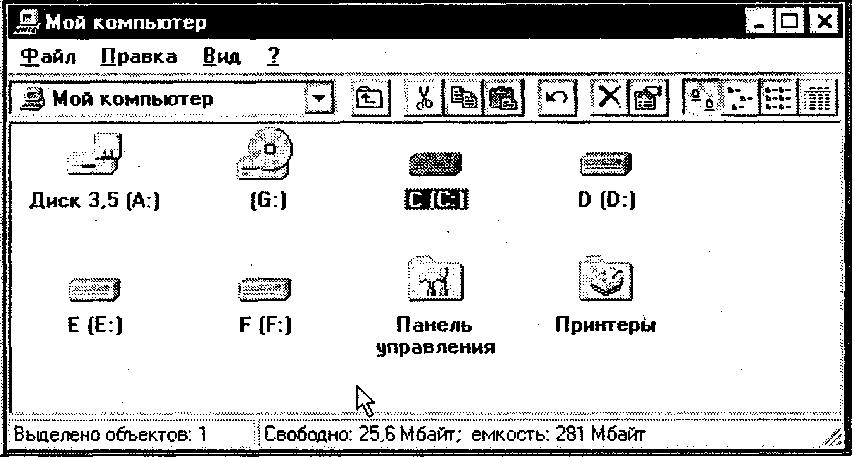 Мой компьютер
Файл Правка Вид ?
Мой компьютер
Диск 3,5 (A:) (G:) C (C:) D (D:)
E (E:) F (F:) Панель управления Принтеры
Выделено объектов: 1 Свободно: 25,6 Мбайт; емкость: 281 Мбайт